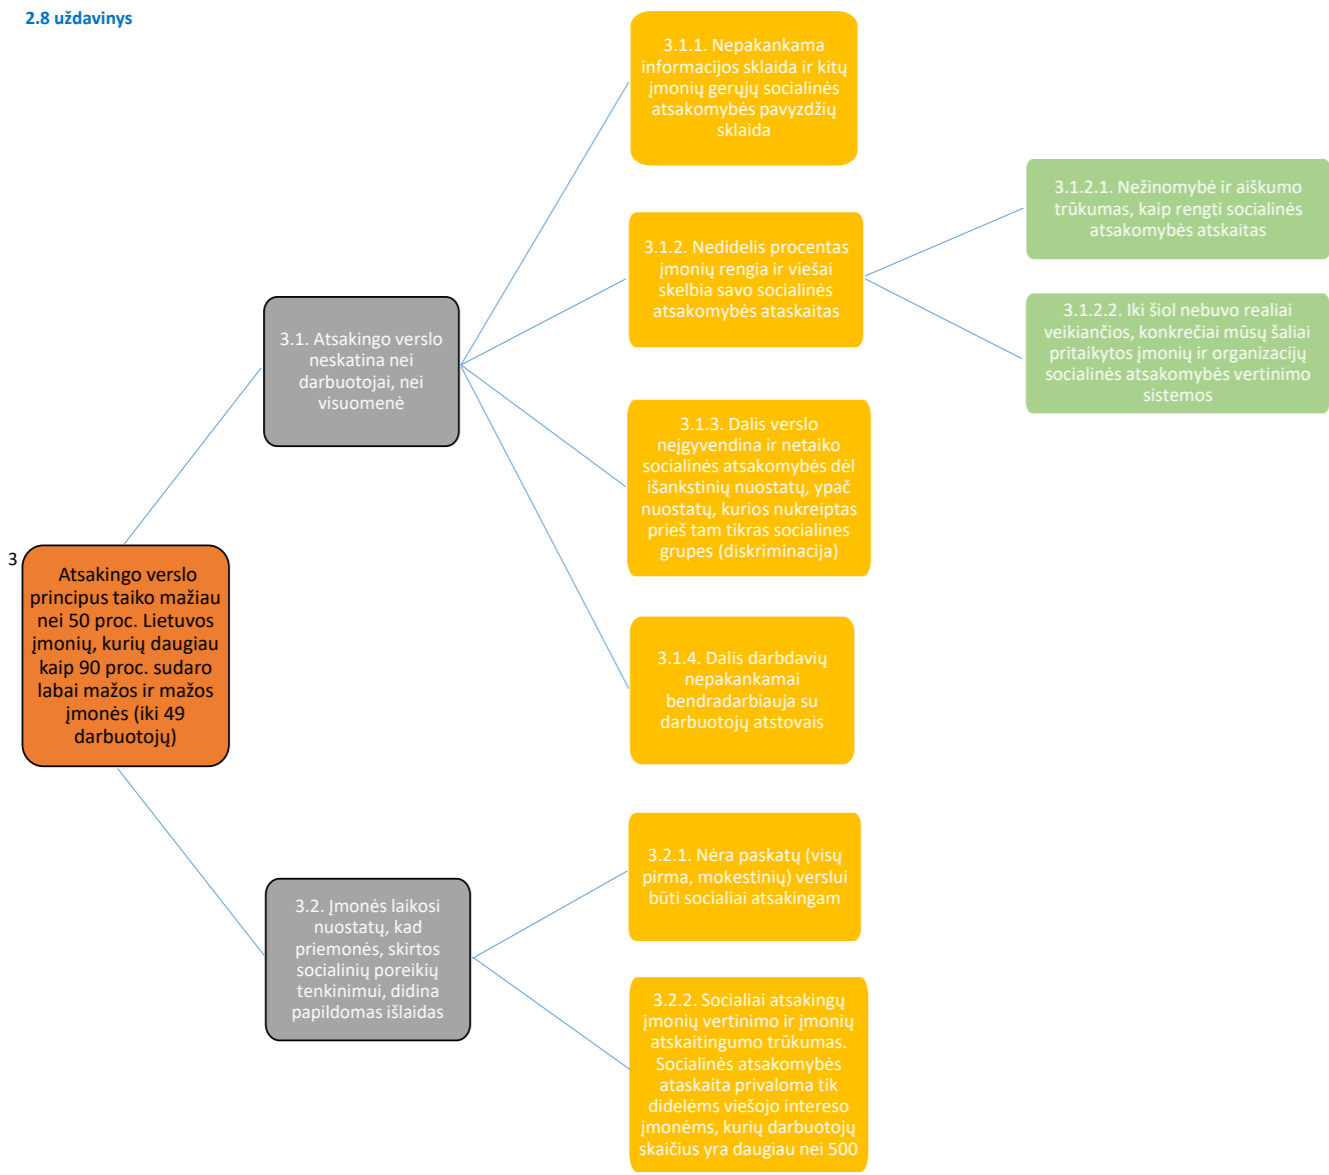 2.8 uždavinys
3.1.1. Nepakankama
informacijos sklaida ir kitų
įmonių gerųjų socialinės
atsakomybės pavyzdžių
sklaida
3.1.2.1. Nežinomybė ir aiškumo
trūkumas, kaip rengti socialinės
atsakomybės atskaitas
3.1.2. Nedidelis procentas
įmonių rengia ir viešai
skelbia savo socialinės
atsakomybės ataskaitas
3.1.2.2. Iki šiol nebuvo realiai
veikiančios, konkrečiai mūsų šaliai
pritaikytos įmonių ir organizacijų
socialinės atsakomybės vertinimo
sistemos
3.1. Atsakingo verslo
neskatina nei
darbuotojai, nei
visuomenė
3.1.3. Dalis verslo
neįgyvendina ir netaiko
socialinės atsakomybės dėl
išankstinių nuostatų, ypač
nuostatų, kurios nukreiptas
prieš tam tikras socialines
grupes (diskriminacija)
3
Atsakingo verslo
principus taiko mažiau
nei 50 proc. Lietuvos
įmonių, kurių daugiau
kaip 90 proc. sudaro
labai mažos ir mažos
įmonės (iki 49
darbuotojų)
3.1.4. Dalis darbdavių
nepakankamai
bendradarbiauja su
darbuotojų atstovais
3.2.1. Nėra paskatų (visų
pirma, mokestinių) verslui
būti socialiai atsakingam
3.2. Įmonės laikosi
nuostatų, kad
priemonės, skirtos
socialinių poreikių
tenkinimui, didina
papildomas išlaidas
3.2.2. Socialiai atsakingų
įmonių vertinimo ir įmonių
atskaitingumo trūkumas.
Socialinės atsakomybės
ataskaita privaloma tik
didelėms viešojo intereso
įmonėms, kurių darbuotojų
skaičius yra daugiau nei 500